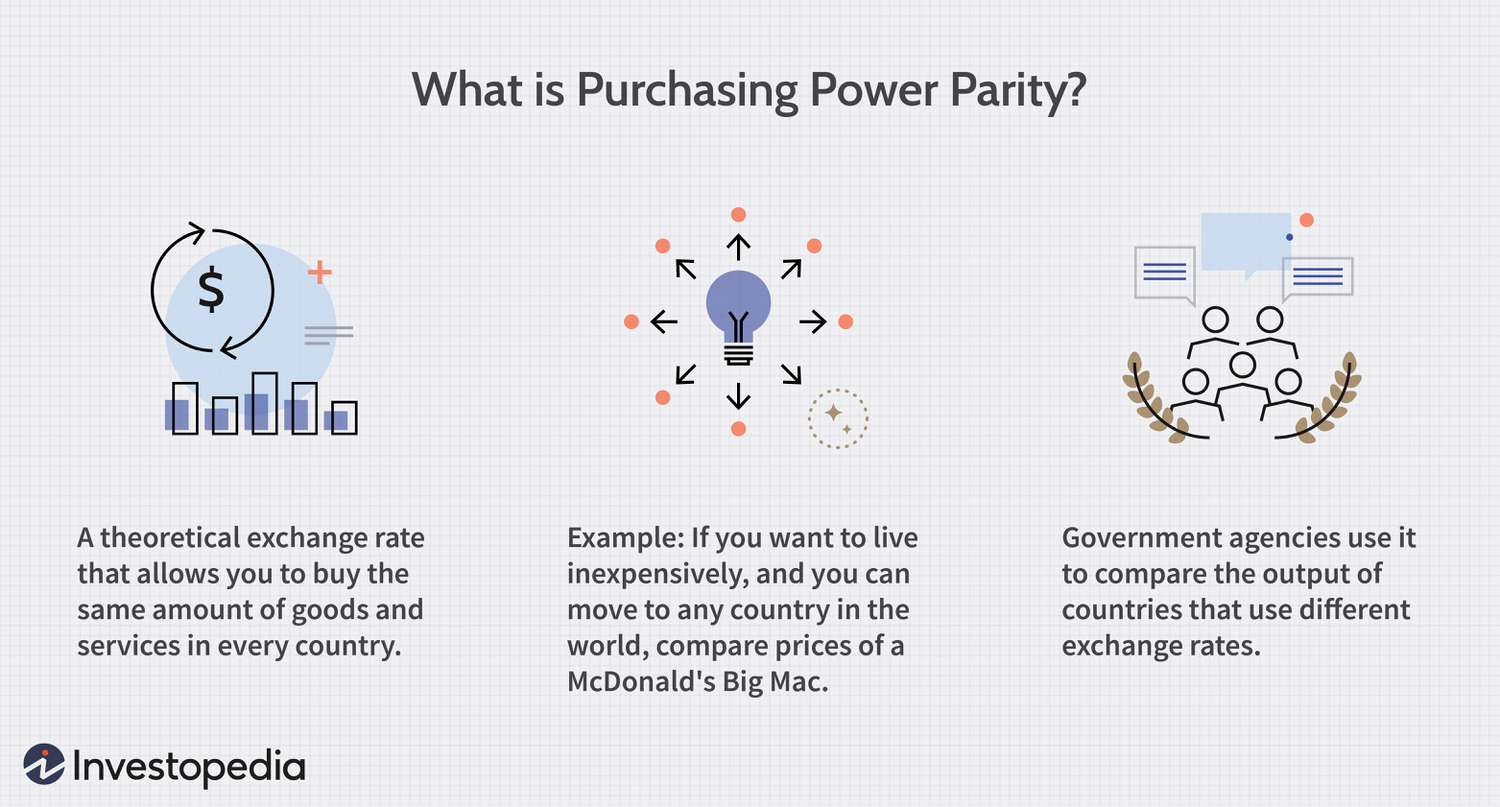 What is Purchasing Power Parity?
$
A theoretical exchange rate
that allows you to buy the
same amount of goods and
services in every country.
Example: If you want to live
inexpensively, and you can
move to any country in the
world, compare prices of a
McDonald's Big Mac.
Government agencies use it
to compare the output of
countries that use different
exchange rates.
Investopedia